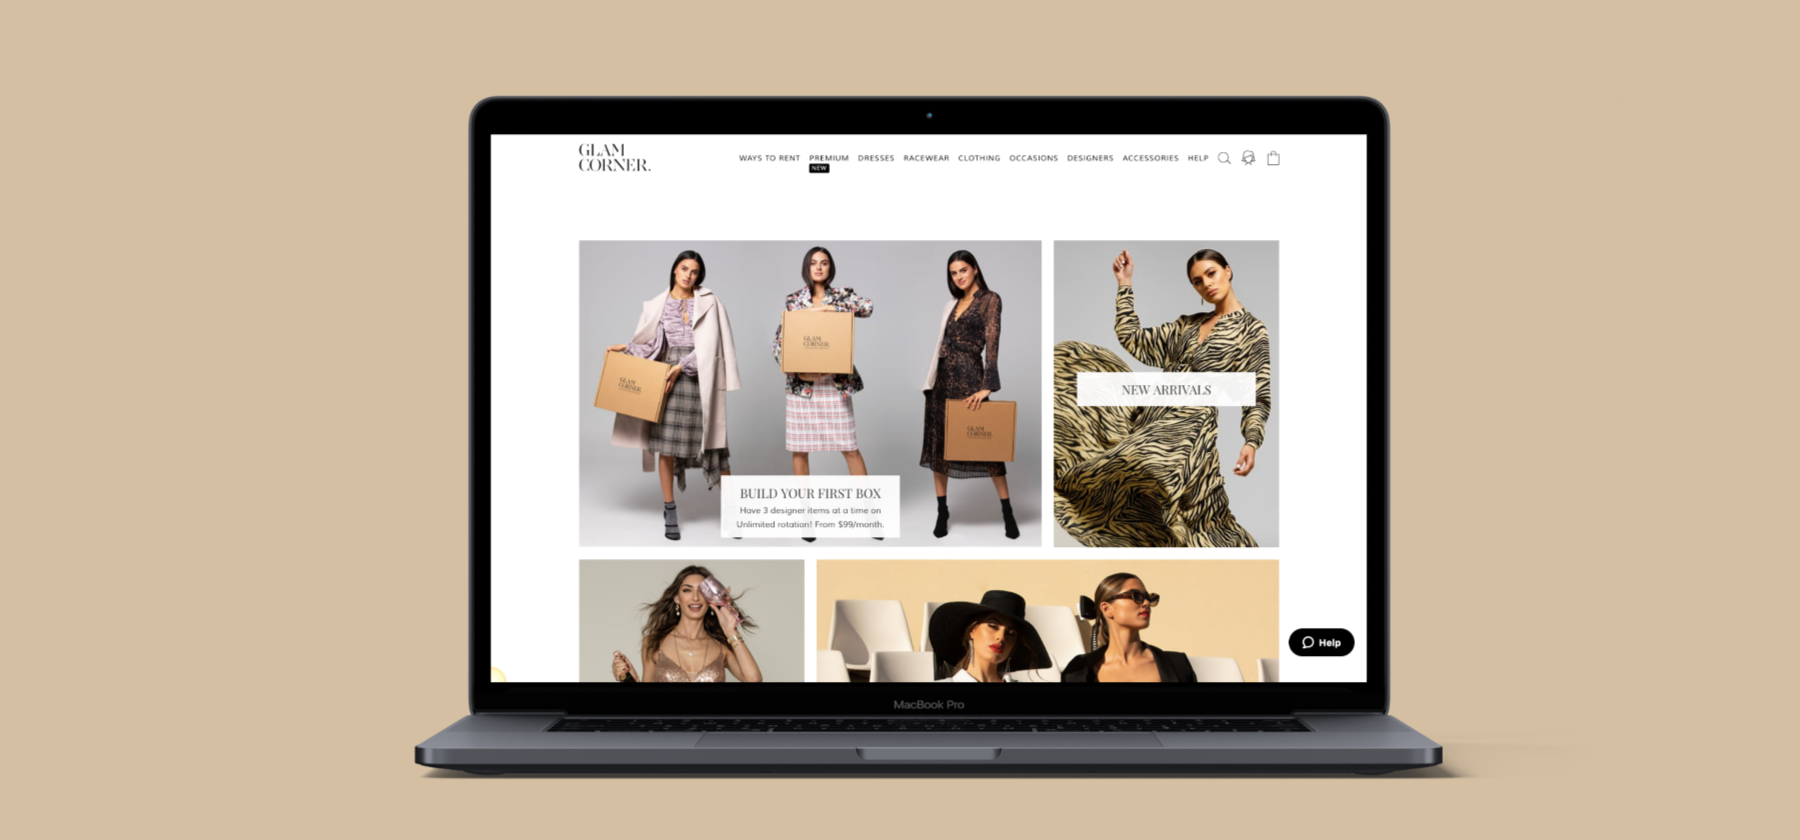 GLAM
CORNER.
WAYS TO RENT PREMIUM DRESSES RACEWEAR CLOTHING OCCASIONS DESIGNERS ACCESSORIES HELP
NEW
GLAM
CORNER
GLAM
CORNER
GLAM
CORNER
NEW ARRIVALS
BUILD YOUR FIRST BOX
Have 3 designer items at a time on
Unlimited rotation! From $99/month.
Help
MacBook Pro